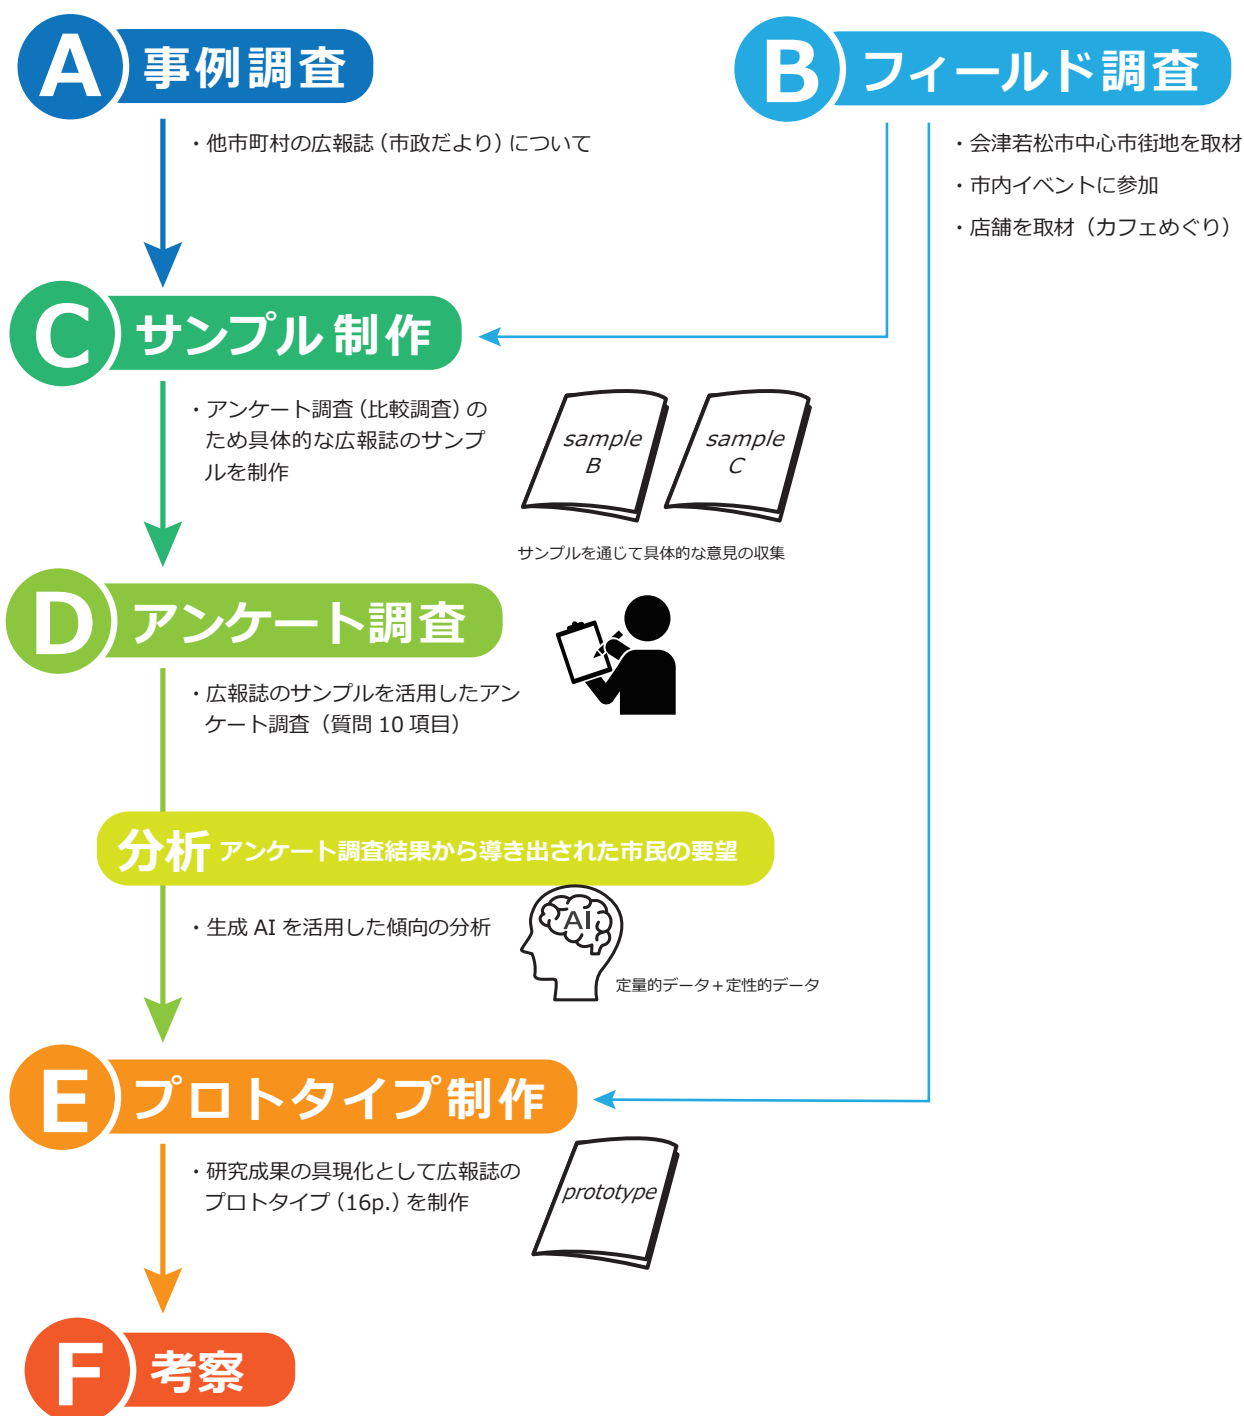 A 事例調査
・他市町村の広報誌（市政だより）について
B フィールド調査
・会津若松市中心市街地を取材
・市内イベントに参加
・店舗を取材（カフェめぐり）
C サンプル制作
・アンケート調査（比較調査）の
ため具体的な広報誌のサンプ
ルを制作
sample
B
sample
C
サンプルを通じて具体的な意見の収集
D アンケート調査
・広報誌のサンプルを活用したアン
ケート調査（質問 10 項目）
分析 アンケート調査結果から導き出された市民の要望
・生成 AI を活用した傾向の分析
AI
定量的データ＋定性的データ
E プロトタイプ制作
・研究成果の具現化として広報誌の
プロトタイプ（16p.）を制作
prototype
F 考察